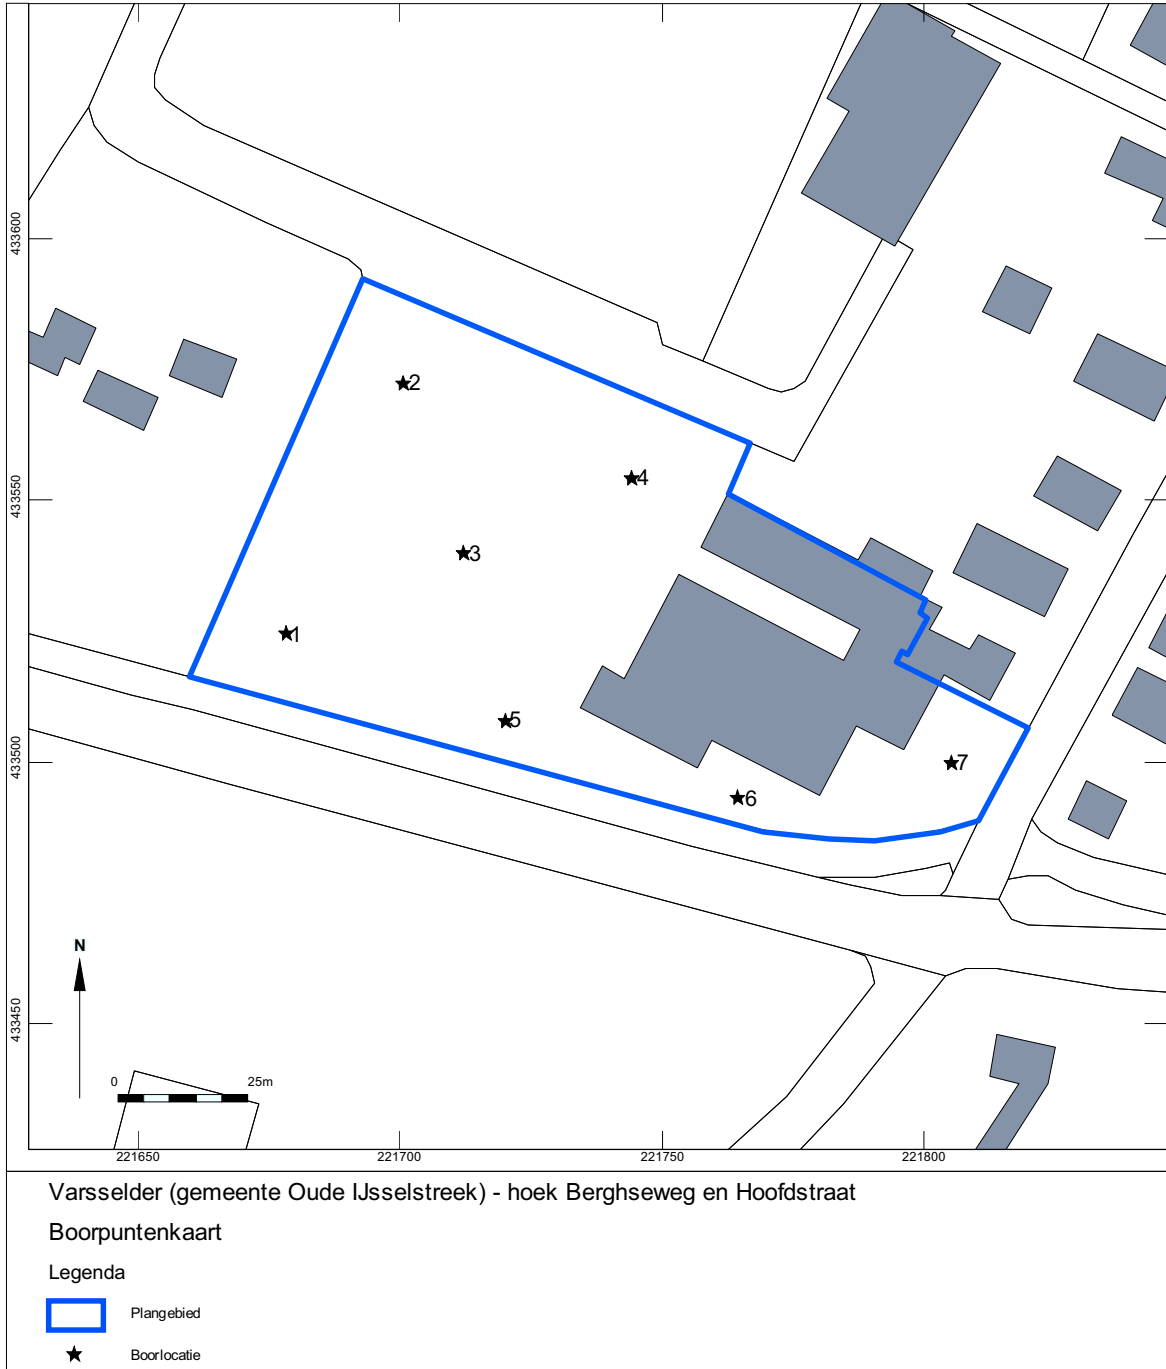 433600
2
4
433550
3
1
5
433500
7
6
N
433450
0 25m
221650 221700 221750 221800
Varsselder (gemeente Oude IJsselstreek) - hoek Berghseweg en Hoofdstraat
Boorpuntenkaart
Legenda
Plangebied
Boorlocatie